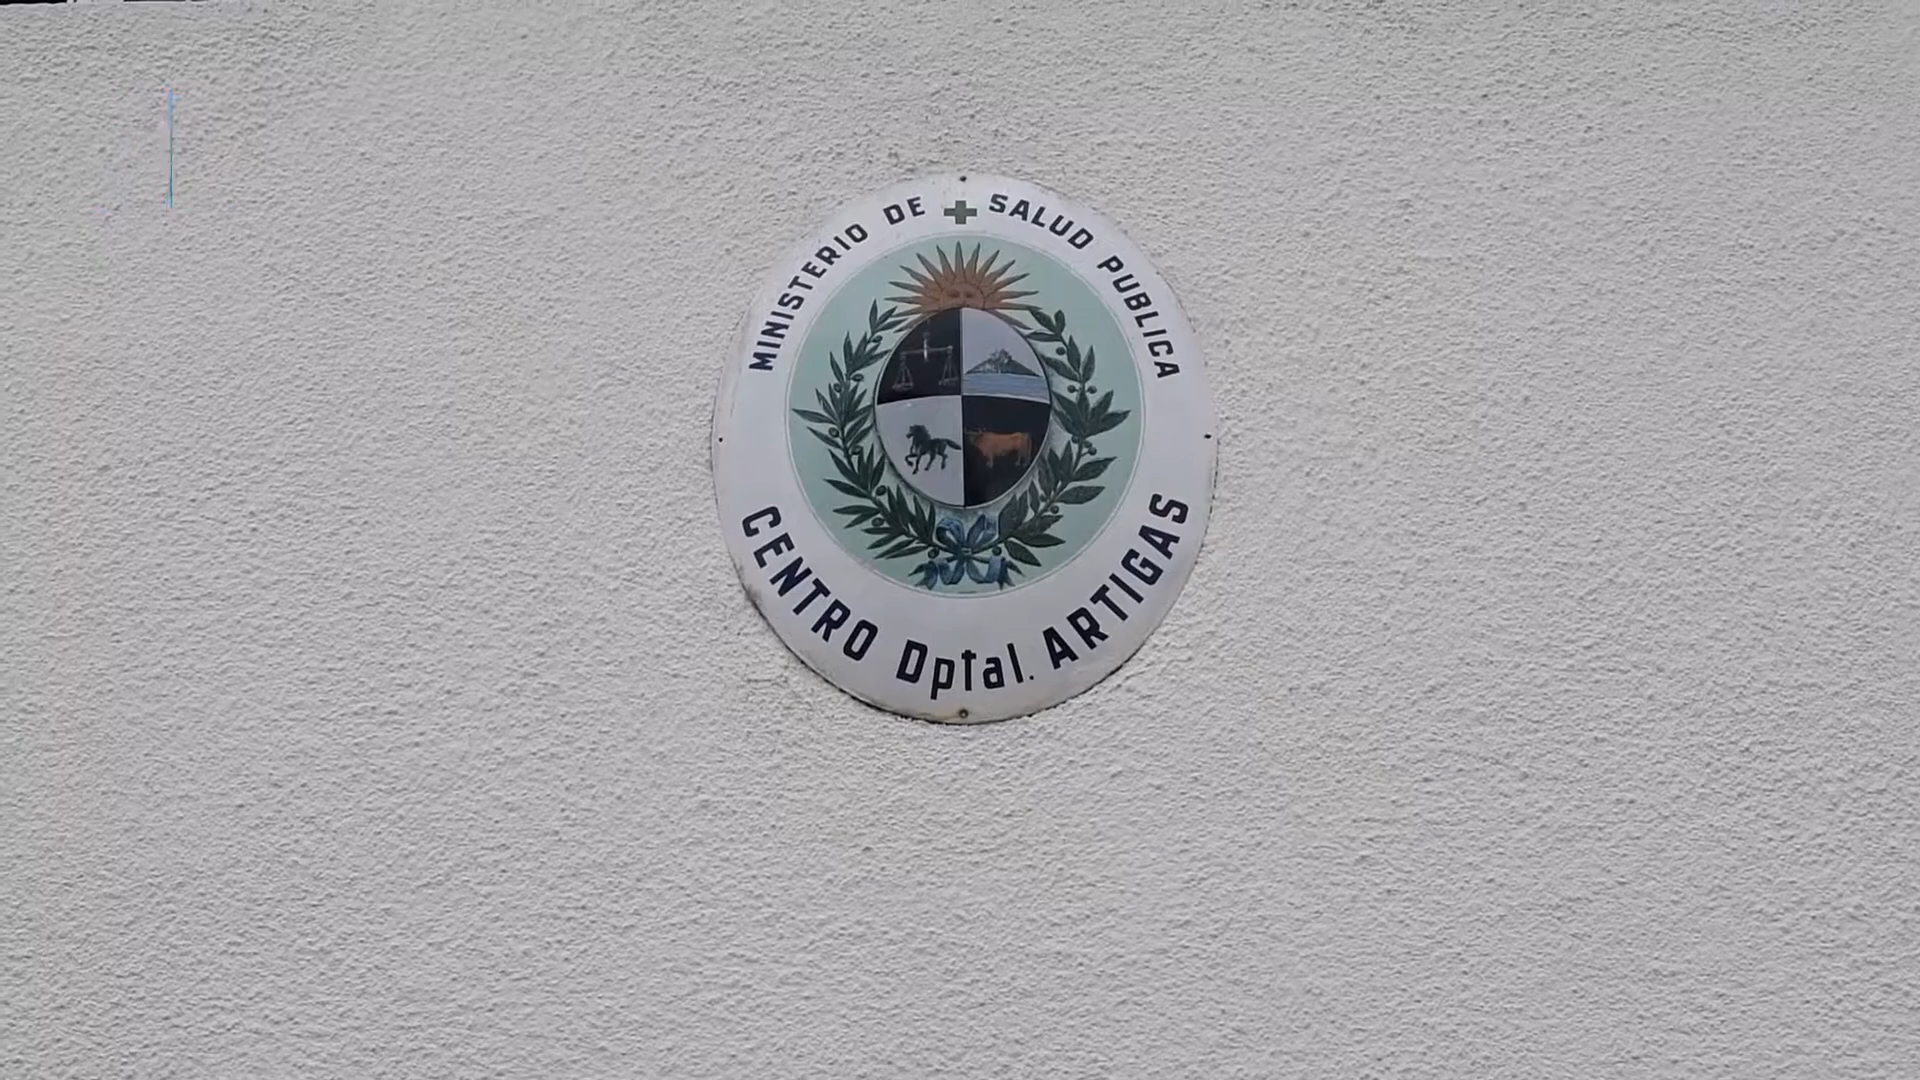 MINISTERIO DE SALUD PUBLICA
CENTRO Dptal. ARTIGAS